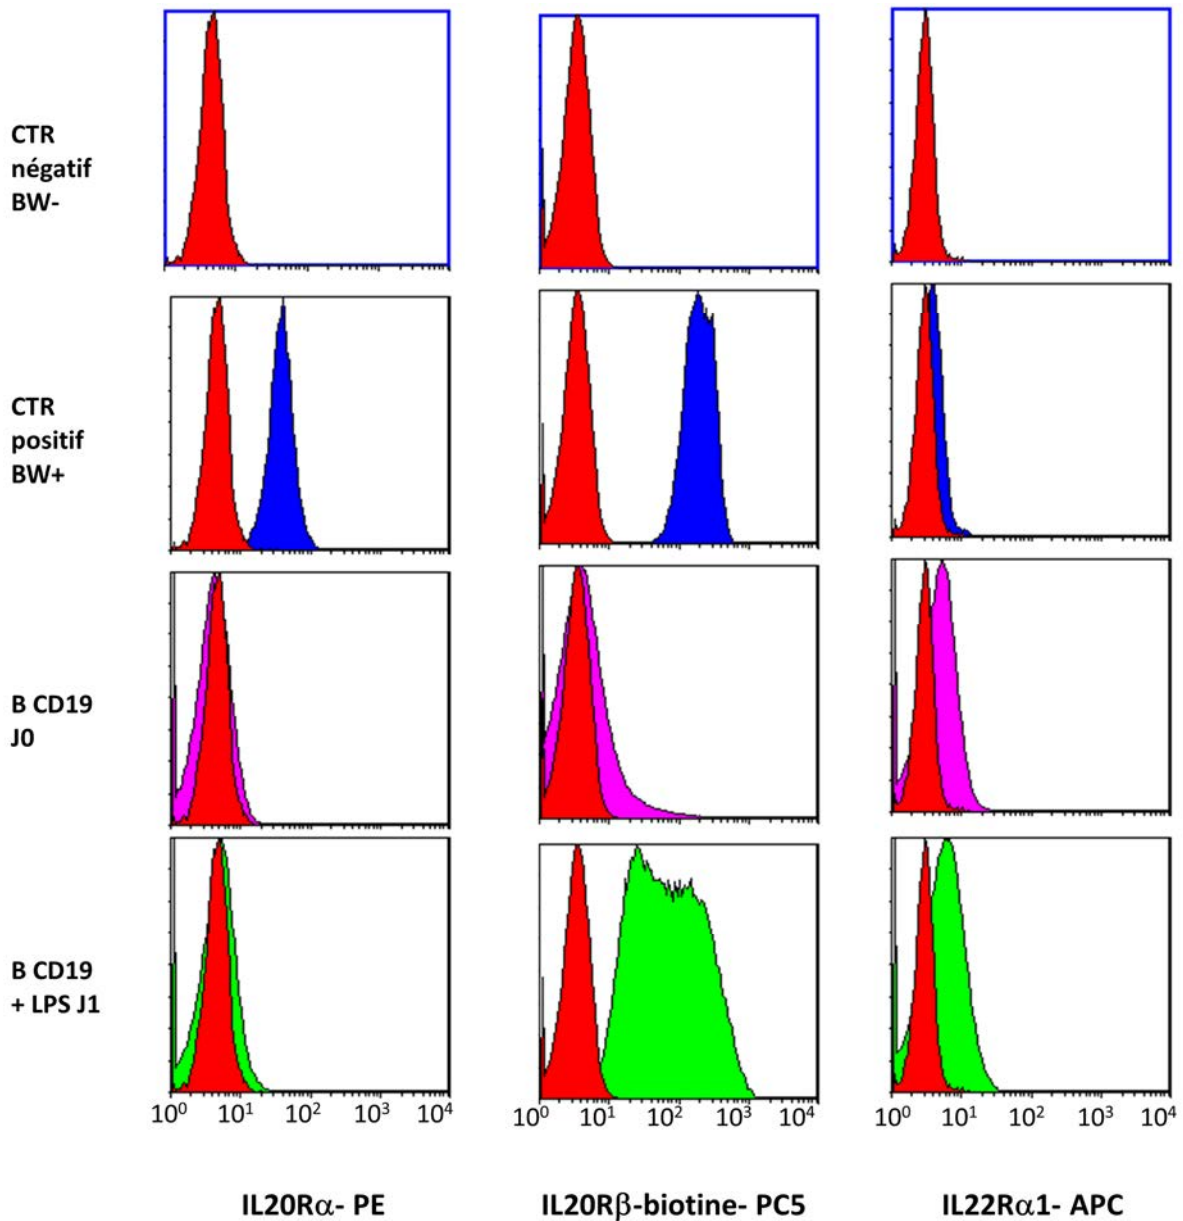 CTR
négatif
BW-
CTR
positif
BW+
B CD19
J0
B CD19
+ LPS J1
10⁰ 10¹ 10² 10³ 10⁴
10⁰ 10¹ 10² 10³ 10⁴
10⁰ 10¹ 10² 10³ 10⁴
IL20Rα- PE
IL20Rβ-biotine- PC5
IL22Rα1- APC